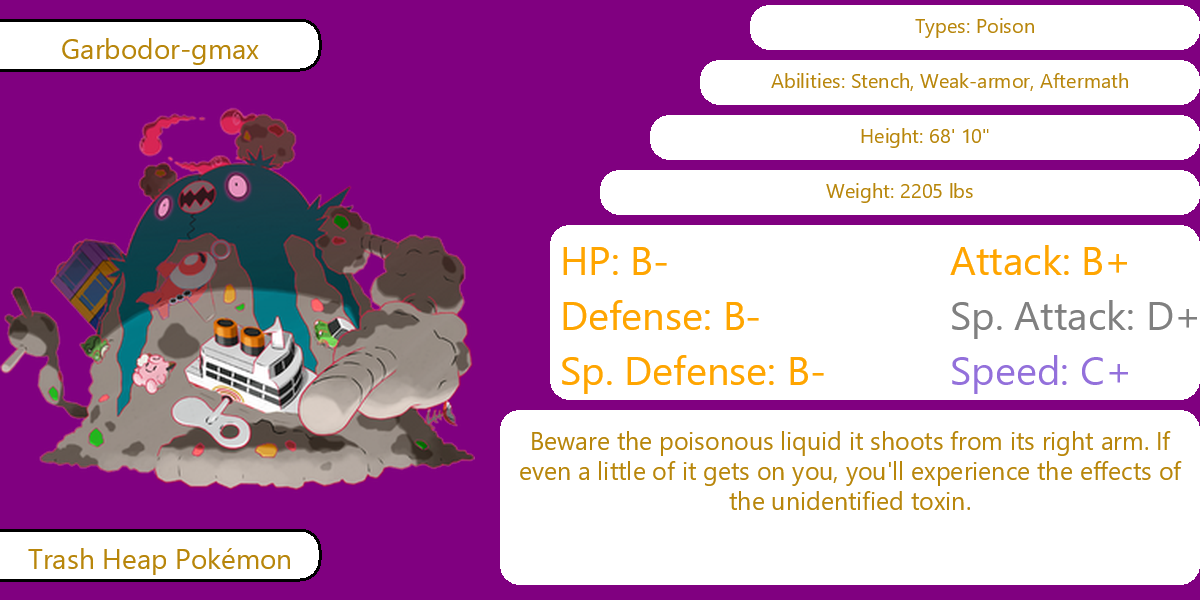 Garbodor-gmax
Types: Poison
Abilities: Stench, Weak-armor, Aftermath
Height: 68' 10"
Weight: 2205 lbs
HP: B-
Attack: B+
Defense: B-
Sp. Attack: D+
Sp. Defense: B-
Speed: C+
Beware the poisonous liquid it shoots from its right arm. If
even a little of it gets on you, you'll experience the effects of
the unidentified toxin.
Trash Heap Pokémon